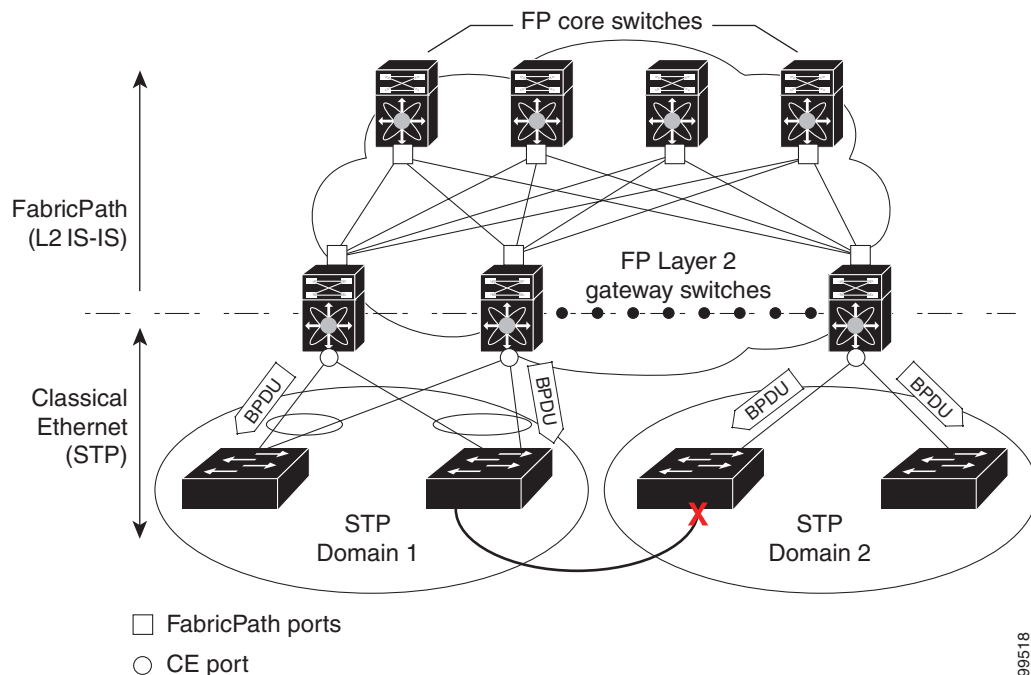 FP core switches
FabricPath
(L2 IS-IS)
FP Layer 2
gateway switches
Classical
Ethernet
(STP)
BPDU
BPDU
BPDU
BPDU
STP
Domain 1
STP
Domain 2
X
FabricPath ports
CE port
99518